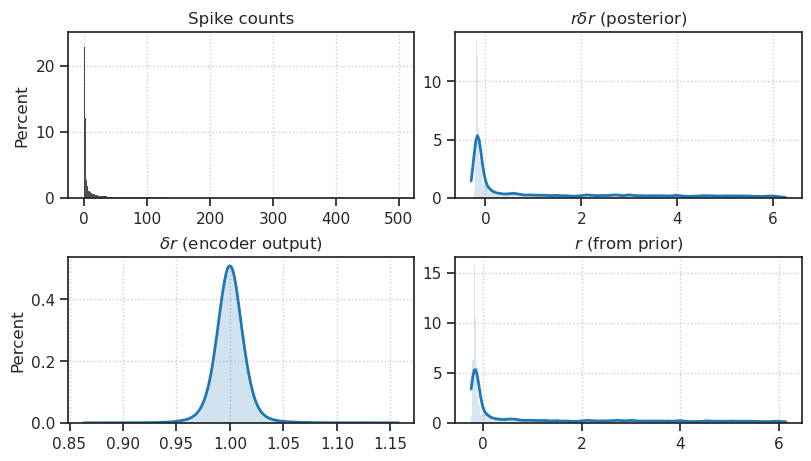 Spike counts
Percent
20
10
0
0 100 200 300 400 500
rδr (posterior)
10
5
0
0 2 4 6
δr (encoder output)
Percent
0.4
0.2
0.0
0.85 0.90 0.95 1.00 1.05 1.10 1.15
r (from prior)
15
10
5
0
0 2 4 6